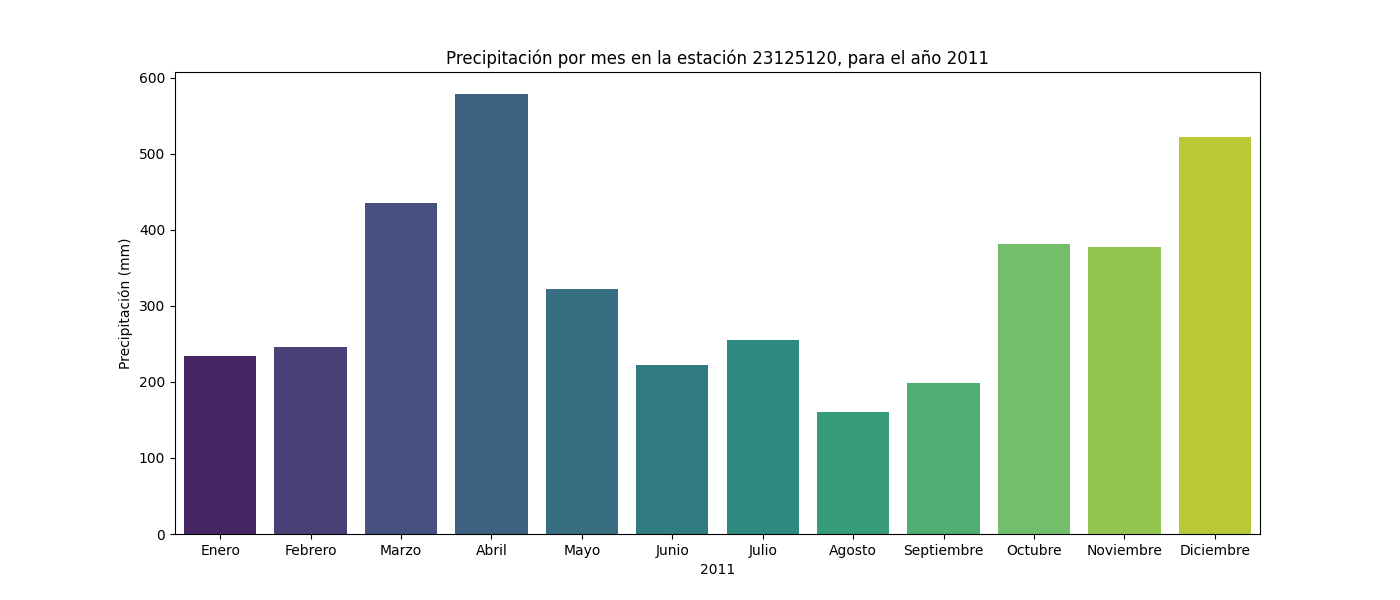 Precipitación por mes en la estación 23125120, para el año 2011
Precipitación (mm)
600
500
400
300
200
100
0
Enero Febrero Marzo Abril Mayo Junio Julio Agosto Septiembre Octubre Noviembre Diciembre
2011